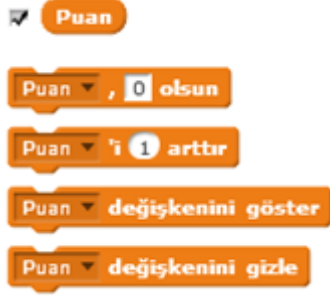 Puan
Puan , 0 olsun
Puan 'i 1 arttır
Puan değişkenini göster
Puan değişkenini gizle